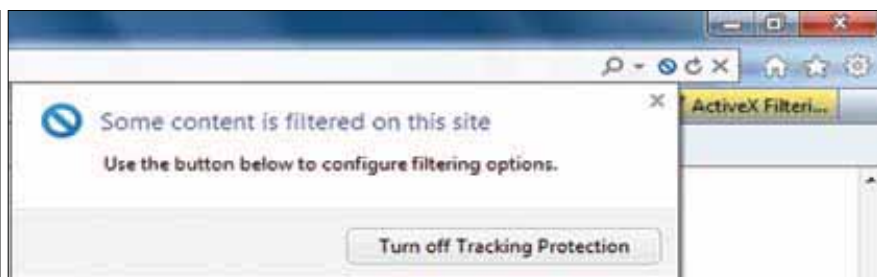 ActiveX Filteri...
Some content is filtered on this site
Use the button below to configure filtering options.
Turn off Tracking Protection